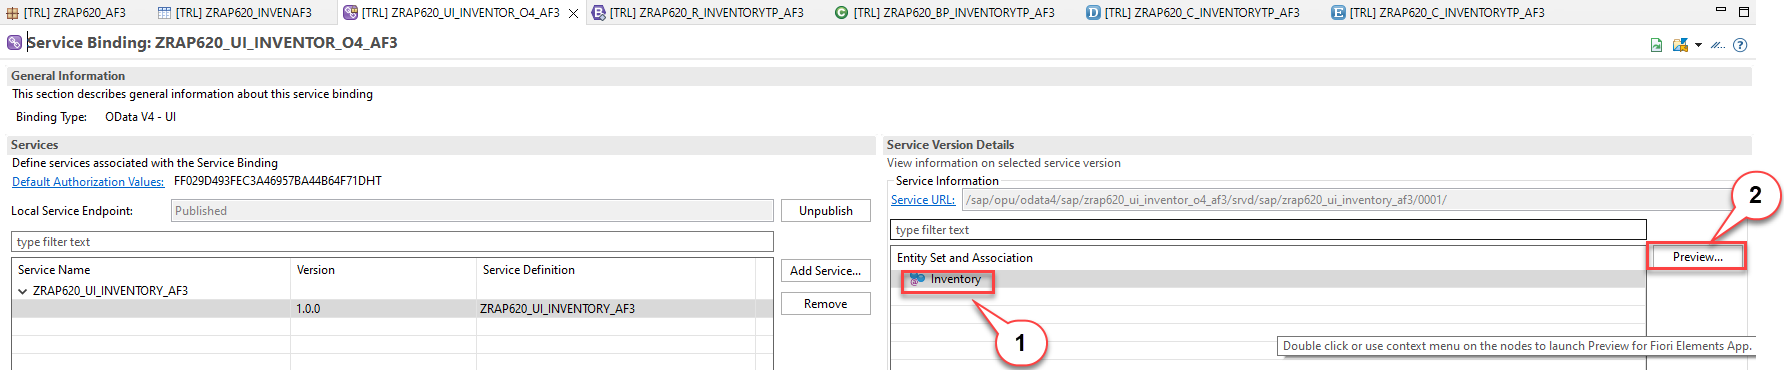 [TRL] ZRAP620_AF3
[TRL] ZRAP620_INVENAF3
[TRL] ZRAP620_UI_INVENTOR_O4_AF3
[TRL] ZRAP620_R_INVENTORYTP_AF3
[TRL] ZRAP620_BP_INVENTORYTP_AF3
[TRL] ZRAP620_C_INVENTORYTP_AF3
[TRL] ZRAP620_C_INVENTORYTP_AF3
Service Binding: ZRAP620_UI_INVENTOR_O4_AF3
General Information
This section describes general information about this service binding
Binding Type: OData V4 - UI
Services
Define services associated with the Service Binding
Default Authorization Values: FF029D493FEC3A46957BA44B64F71DHT
Local Service Endpoint: Published
Unpublish
type filter text
Service Name Version Service Definition
ZRAP620_UI_INVENTORY_AF3
1.0.0 ZRAP620_UI_INVENTORY_AF3
Add Service...
Remove
Service Version Details
View information on selected service version
Service Information
Service URL: /sap/opu/odata4/sap/zrap620_ui_inventor_o4_af3/srvd/sap/zrap620_ui_inventory_af3/0001/
type filter text
Entity Set and Association
Inventory
Preview...
2
1
Double click or use context menu on the nodes to launch Preview for Fiori Elements App.